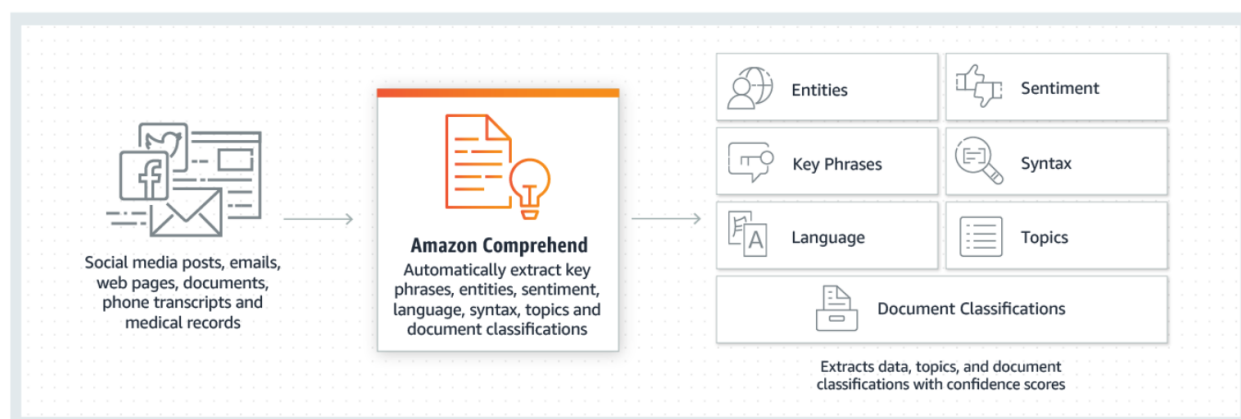 Social media posts, emails,
web pages, documents,
phone transcripts and
medical records
Amazon Comprehend
Automatically extract key
phrases, entities, sentiment,
language, syntax, topics and
document classifications
Entities
Sentiment
Key Phrases
Syntax
Language
A
Topics
Document Classifications
Extracts data, topics, and document
classifications with confidence scores